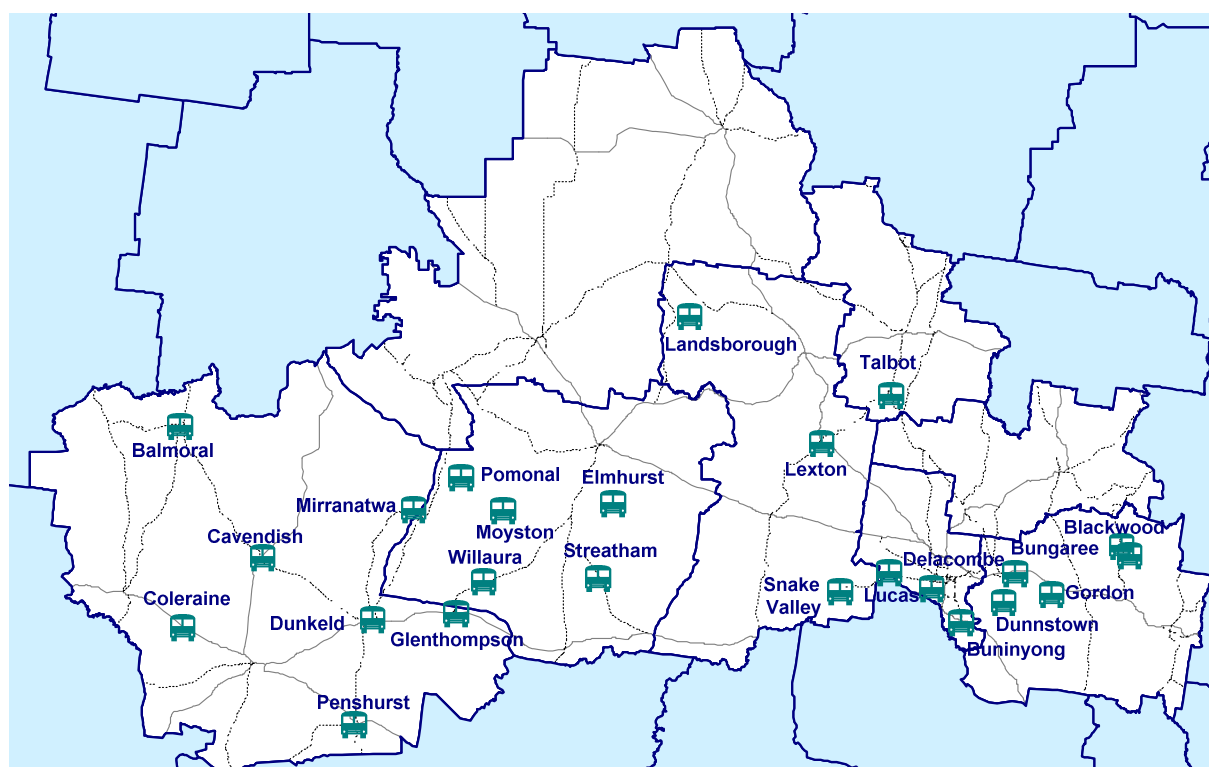 Landsborough
Talbot
Balmoral
Lexton
Pomonal
Elmhurst
Mirranatwa
Moyston
Blackwood
Cavendish
Willaura
Streatham
Delacombe
Bungaree
Coleraine
Snake
Valley
Lucas
Gordon
Dunkeld
Glenthompson
Dunnstown
Buninyong
Penshurst